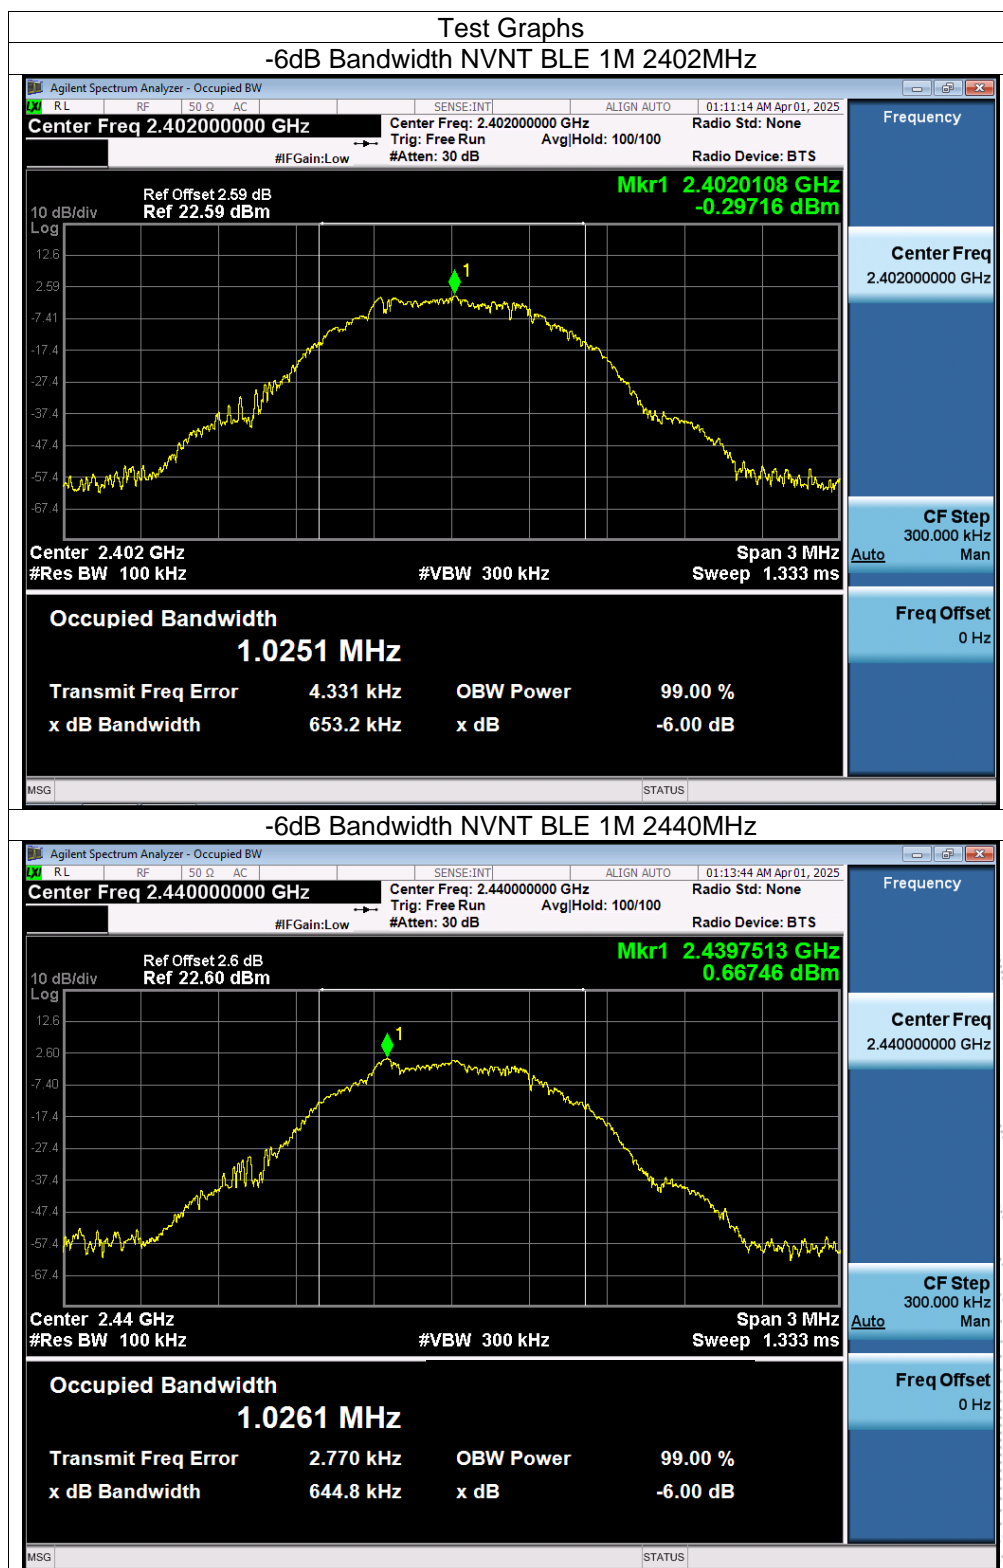 Test Graphs
-6dB Bandwidth NVNT BLE 1M 2402MHz
Agilent Spectrum Analyzer - Occupied BW
LXI RL RF 50 Ω AC SENSE:INT ALIGN AUTO 01:11:14 AM Apr 01, 2025
Center Freq 2.402000000 GHz
Center Freq: 2.402000000 GHz Radio Std: None
Trig: Free Run Avg|Hold: 100/100
#IFGain:Low #Atten: 30 dB Radio Device: BTS
Frequency
Mkr1 2.4020108 GHz
-0.29716 dBm
Ref Offset 2.59 dB
10 dB/div Ref 22.59 dBm
Log
12.6
2.59
-7.41
-17.4
-27.4
-37.4
-47.4
-57.4
-67.4
1
Center Freq
2.402000000 GHz
CF Step
300.000 kHz
Auto Man
Freq Offset
0 Hz
Center 2.402 GHz Span 3 MHz
#Res BW 100 kHz #VBW 300 kHz Sweep 1.333 ms
Occupied Bandwidth
1.0251 MHz
Transmit Freq Error 4.331 kHz OBW Power 99.00 %
x dB Bandwidth 653.2 kHz x dB -6.00 dB
MSG STATUS
-6dB Bandwidth NVNT BLE 1M 2440MHz
Agilent Spectrum Analyzer - Occupied BW
LXI RL RF 50 Ω AC SENSE:INT ALIGN AUTO 01:13:44 AM Apr 01, 2025
Center Freq 2.440000000 GHz
Center Freq: 2.440000000 GHz Radio Std: None
Trig: Free Run Avg|Hold: 100/100
#IFGain:Low #Atten: 30 dB Radio Device: BTS
Frequency
Mkr1 2.4397513 GHz
0.66746 dBm
Ref Offset 2.6 dB
10 dB/div Ref 22.60 dBm
Log
12.6
2.60
-7.40
-17.4
-27.4
-37.4
-47.4
-57.4
-67.4
1
Center Freq
2.440000000 GHz
CF Step
300.000 kHz
Auto Man
Freq Offset
0 Hz
Center 2.44 GHz Span 3 MHz
#Res BW 100 kHz #VBW 300 kHz Sweep 1.333 ms
Occupied Bandwidth
1.0261 MHz
Transmit Freq Error 2.770 kHz OBW Power 99.00 %
x dB Bandwidth 644.8 kHz x dB -6.00 dB
MSG STATUS